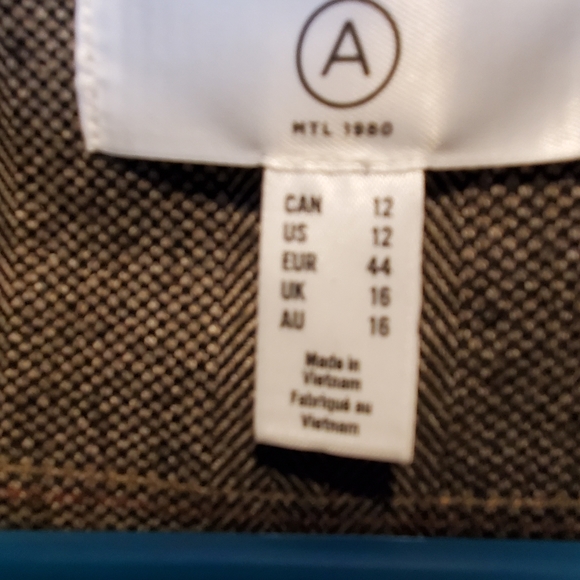 A
MTL 1980
CAN 12
US 12
EUR 44
UK 16
AU 16
Made in
Vietnam
Fabriqué au
Vietnam